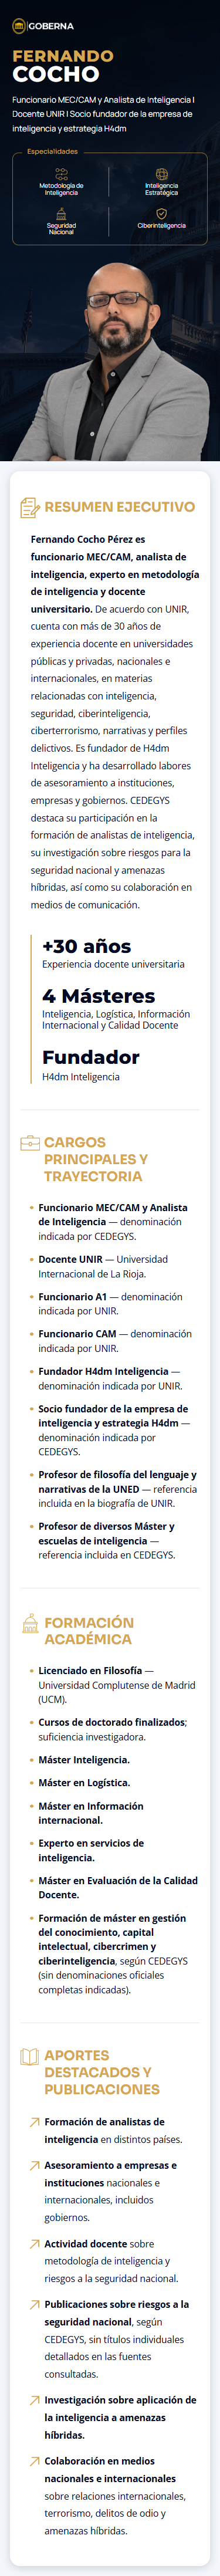 GOBERNA
FERNANDO
COCHO
Funcionario MEC/CAM y Analista de Inteligencia |
Docente UNIR | Socio fundador de la empresa de
inteligencia y estrategia H4dm
Especialidades
Metodología de
Inteligencia
Inteligencia
Estratégica
Seguridad
Nacional
Ciberinteligencia
RESUMEN EJECUTIVO
Fernando Cocho Pérez es
funcionario MEC/CAM, analista de
inteligencia, experto en metodología
de inteligencia y docente
universitario. De acuerdo con UNIR,
cuenta con más de 30 años de
experiencia docente en universidades
públicas y privadas, nacionales e
internacionales, en materias
relacionadas con inteligencia,
seguridad, ciberinteligencia,
ciberterrorismo, narrativas y perfiles
delictivos. Es fundador de H4dm
Inteligencia y ha desarrollado labores
de asesoramiento a instituciones,
empresas y gobiernos. CEDEGYS
destaca su participación en la
formación de analistas de inteligencia,
su investigación sobre riesgos para la
seguridad nacional y amenazas
híbridas, así como su colaboración en
medios de comunicación.
+30 años
Experiencia docente universitaria
4 Másteres
Inteligencia, Logística, Información
Internacional y Calidad Docente
Fundador
H4dm Inteligencia
CARGOS
PRINCIPALES Y
TRAYECTORIA
Funcionario MEC/CAM y Analista
de Inteligencia — denominación
indicada por CEDEGYS.
Docente UNIR — Universidad
Internacional de La Rioja.
Funcionario A1 — denominación
indicada por UNIR.
Funcionario CAM — denominación
indicada por UNIR.
Fundador H4dm Inteligencia —
denominación indicada por UNIR.
Socio fundador de la empresa de
inteligencia y estrategia H4dm —
denominación indicada por
CEDEGYS.
Profesor de filosofía del lenguaje y
narrativas de la UNED — referencia
incluida en la biografía de UNIR.
Profesor de diversos Máster y
escuelas de inteligencia —
referencia incluida en CEDEGYS.
FORMACIÓN
ACADÉMICA
Licenciado en Filosofía —
Universidad Complutense de Madrid
(UCM).
Cursos de doctorado finalizados;
suficiencia investigadora.
Máster Inteligencia.
Máster en Logística.
Máster en Información
internacional.
Experto en servicios de
inteligencia.
Máster en Evaluación de la Calidad
Docente.
Formación de máster en gestión
del conocimiento, capital
intelectual, cibercrimen y
ciberinteligencia, según CEDEGYS
(sin denominaciones oficiales
completas indicadas).
APORTES
DESTACADOS Y
PUBLICACIONES
Formación de analistas de
inteligencia en distintos países.
Asesoramiento a empresas e
instituciones nacionales e
internacionales, incluidos
gobiernos.
Actividad docente sobre
metodología de inteligencia y
riesgos a la seguridad nacional.
Publicaciones sobre riesgos a la
seguridad nacional, según
CEDEGYS, sin títulos individuales
detallados en las fuentes
consultadas.
Investigación sobre aplicación de
la inteligencia a amenazas
híbridas.
Colaboración en medios
nacionales e internacionales
sobre relaciones internacionales,
terrorismo, delitos de odio y
amenazas híbridas.